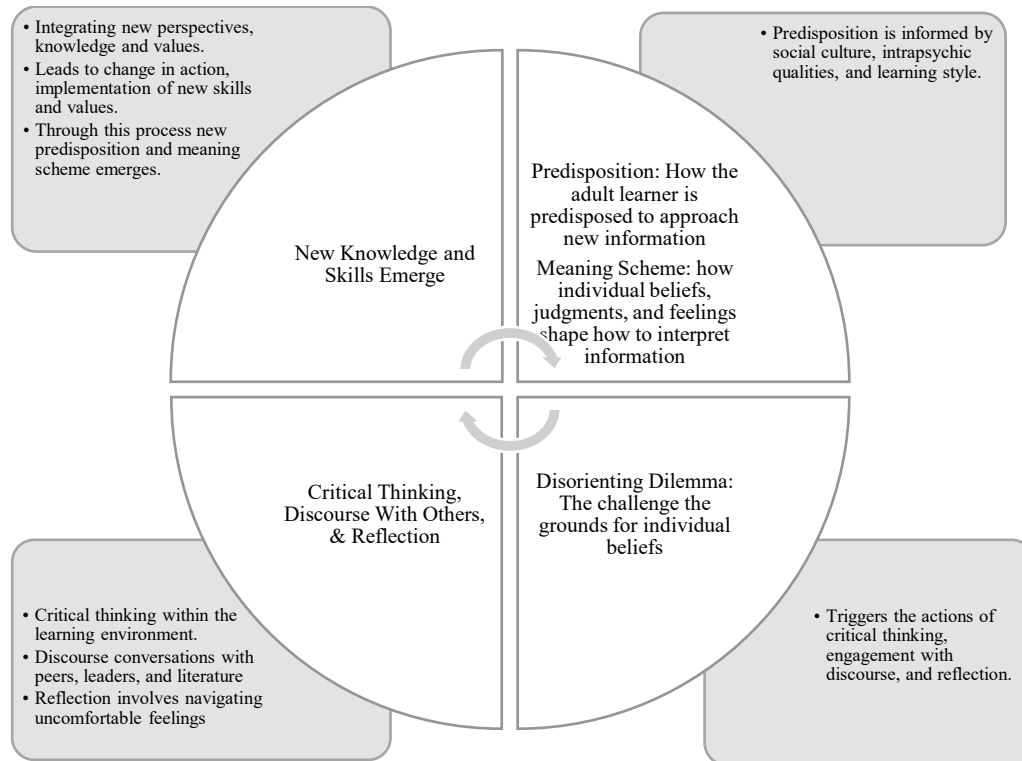 • Integrating new perspectives,
knowledge and values.
• Leads to change in action,
implementation of new skills
and values.
• Through this process new
predisposition and meaning
scheme emerges.
• Predisposition is informed by
social culture, intrapsychic
qualities, and learning style.
New Knowledge and
Skills Emerge
Predisposition: How the
adult learner is
predisposed to approach
new information
Meaning Scheme: how
individual beliefs,
judgments, and feelings
shape how to interpret
information
Critical Thinking,
Discourse With Others,
& Reflection
Disorienting Dilemma:
The challenge the
grounds for individual
beliefs
• Critical thinking within the
learning environment.
• Discourse conversations with
peers, leaders, and literature
• Reflection involves navigating
uncomfortable feelings
• Triggers the actions of
critical thinking,
engagement with
discourse, and reflection.